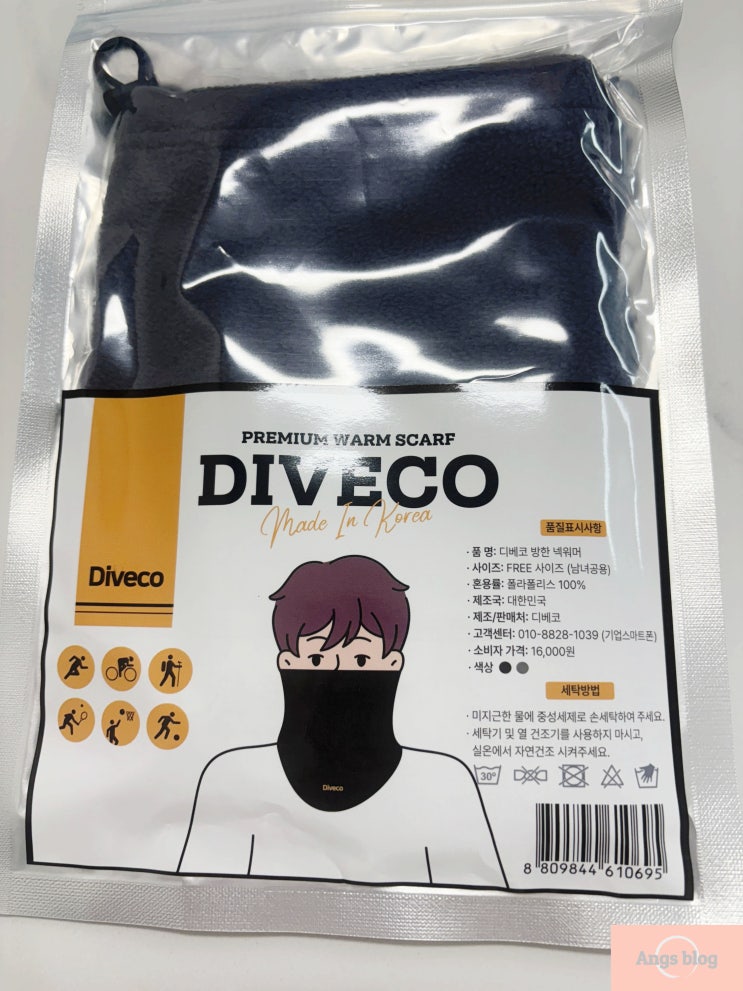 PREMIUM WARM SCARF
DIVECO
Made In Korea
Diveco
품질표시사항
· 품 명: 디베코 방한 넥워머
· 사이즈: FREE 사이즈 (남녀공용)
· 혼용률: 폴라폴리스 100%
· 제조국: 대한민국
· 제조/판매처: 디베코
· 고객센터: 010-8828-1039 (기업스마트폰)
· 소비자 가격: 16,000원
· 색상
세탁방법
· 미지근한 물에 중성세제로 손세탁하여 주세요.
· 세탁기 및 열 건조기를 사용하지 마시고,
실온에서 자연건조 시켜주세요.
30°
Diveco
8 809844 610695
Angs blog